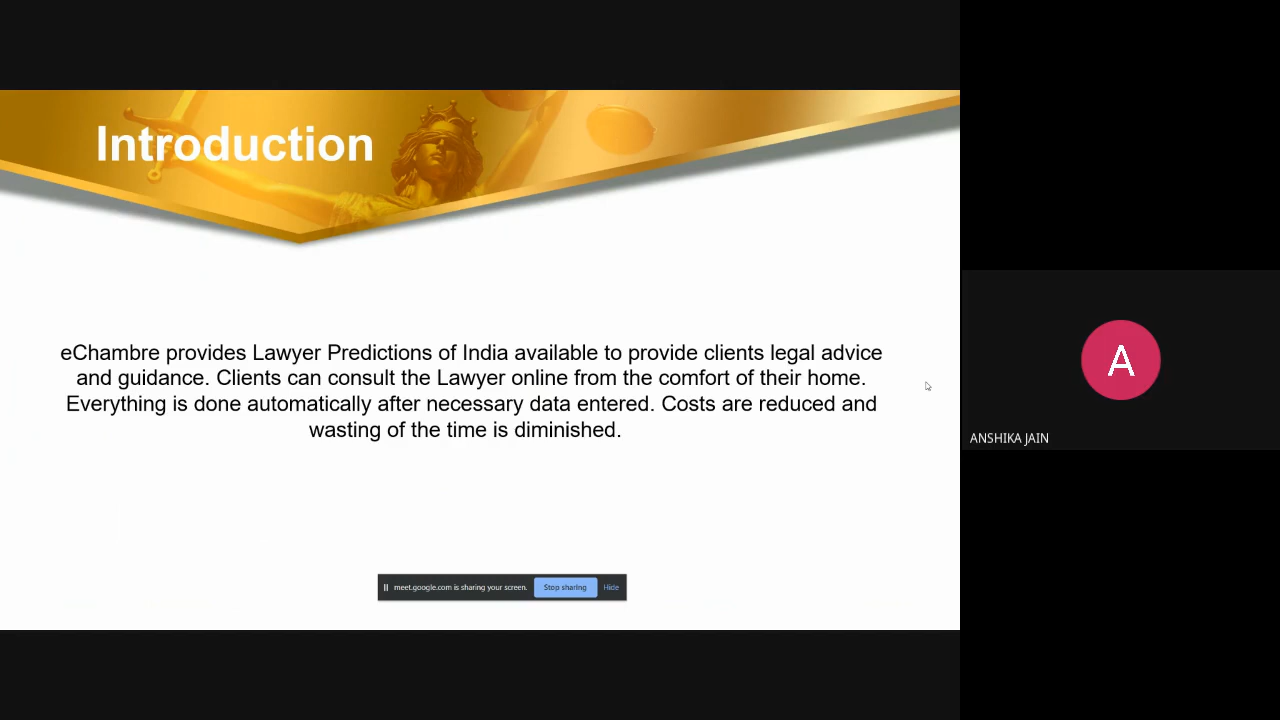 Introduction
eChambre provides Lawyer Predictions of India available to provide clients legal advice
and guidance. Clients can consult the Lawyer online from the comfort of their home.
Everything is done automatically after necessary data entered. Costs are reduced and
wasting of the time is diminished.
meet.google.com is sharing your screen. Stop sharing Hide
A
ANSHIKA JAIN